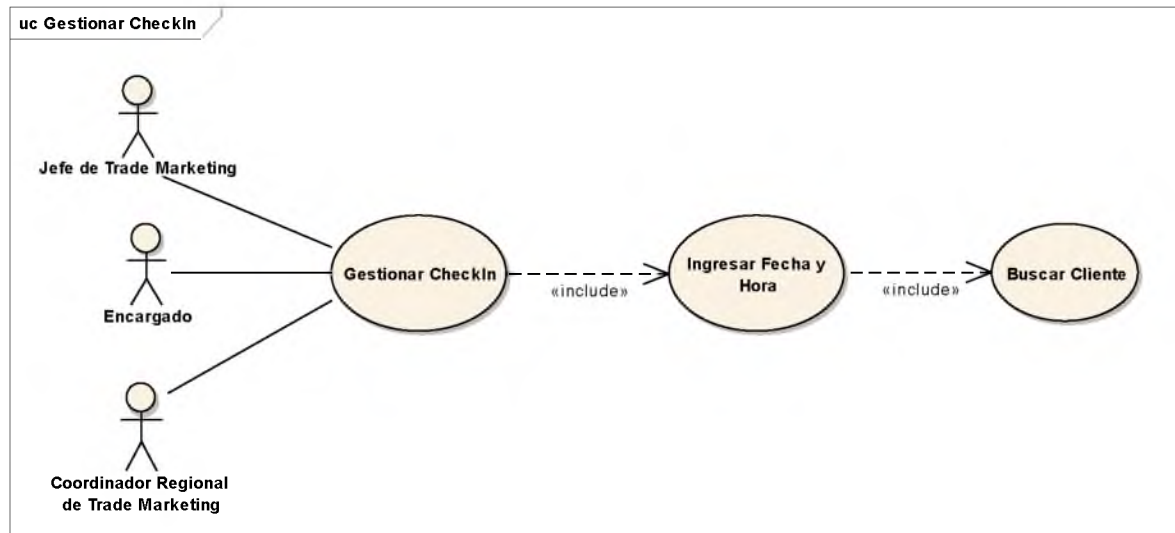 uc Gestionar CheckIn
Jefe de Trade Marketing
Encargado
Coordinador Regional
de Trade Marketing
Gestionar CheckIn
«include»
Ingresar Fecha y
Hora
«include»
Buscar Cliente